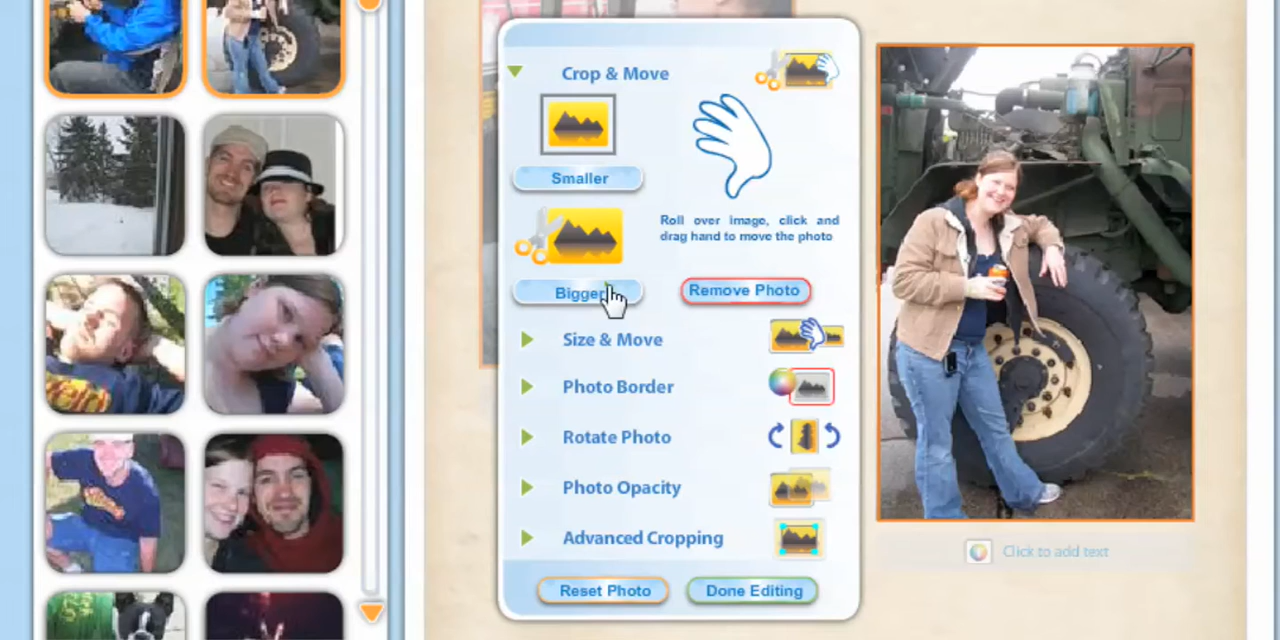 Crop & Move
Smaller
Roll over image, click and
drag hand to move the photo
Bigger
Remove Photo
Size & Move
Photo Border
Rotate Photo
Photo Opacity
Advanced Cropping
Reset Photo
Done Editing
Click to add text